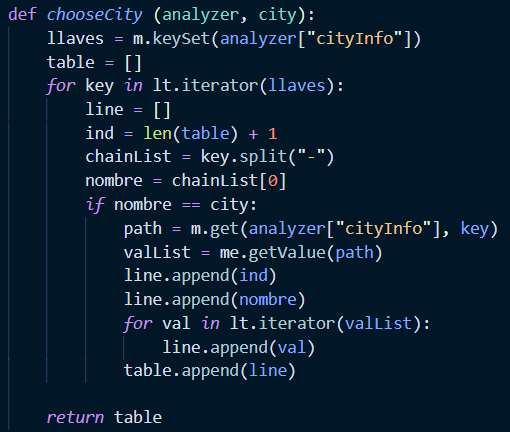 def chooseCity (analyzer, city):
    llaves = m.keySet(analyzer["cityInfo"])
    table = []
    for key in lt.iterator(llaves):
        line = []
        ind = len(table) + 1
        chainList = key.split("-")
        nombre = chainList[0]
        if nombre == city:
            path = m.get(analyzer["cityInfo"], key)
            valList = me.getValue(path)
            line.append(ind)
            line.append(nombre)
            for val in lt.iterator(valList):
                line.append(val)
            table.append(line)

    return table